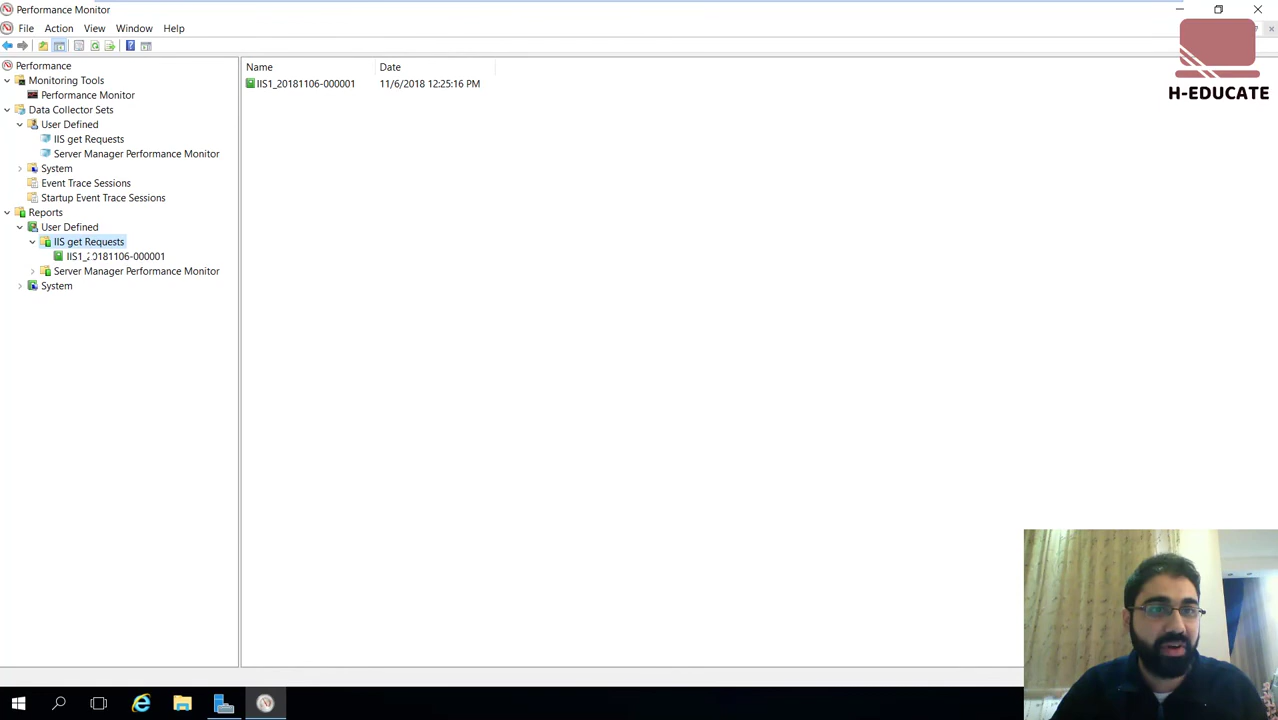 Performance Monitor
File Action View Window Help
Performance
Monitoring Tools
Performance Monitor
Data Collector Sets
User Defined
IIS get Requests
Server Manager Performance Monitor
System
Event Trace Sessions
Startup Event Trace Sessions
Reports
User Defined
IIS get Requests
IIS1_20181106-000001
Server Manager Performance Monitor
System
Name Date
IIS1_20181106-000001 11/6/2018 12:25:16 PM
H-EDUCATE